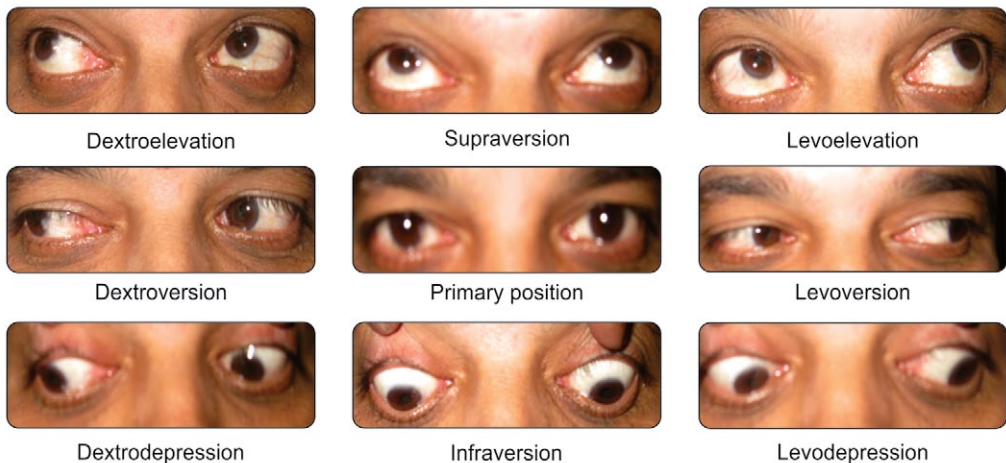 Dextroelevation
Supraversion
Levoelevation
Dextroversion
Primary position
Levoversion
Dextrodepression
Infraversion
Levodepression